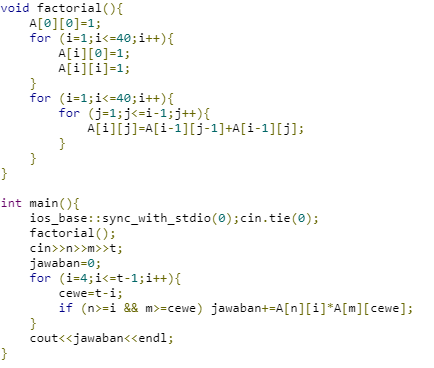 void factorial(){
    A[0][0]=1;
    for (i=1;i<=40;i++){
        A[i][0]=1;
        A[i][i]=1;
    }
    for (i=1;i<=40;i++){
        for (j=1;j<=i-1;j++){
            A[i][j]=A[i-1][j-1]+A[i-1][j];
        }
    }
}

int main(){
    ios_base::sync_with_stdio(0);cin.tie(0);
    factorial();
    cin>>n>>m>>t;
    jawaban=0;
    for (i=4;i<=t-1;i++){
        cewe=t-i;
        if (n>=i && m>=cewe) jawaban+=A[n][i]*A[m][cewe];
    }
    cout<<jawaban<<endl;
}